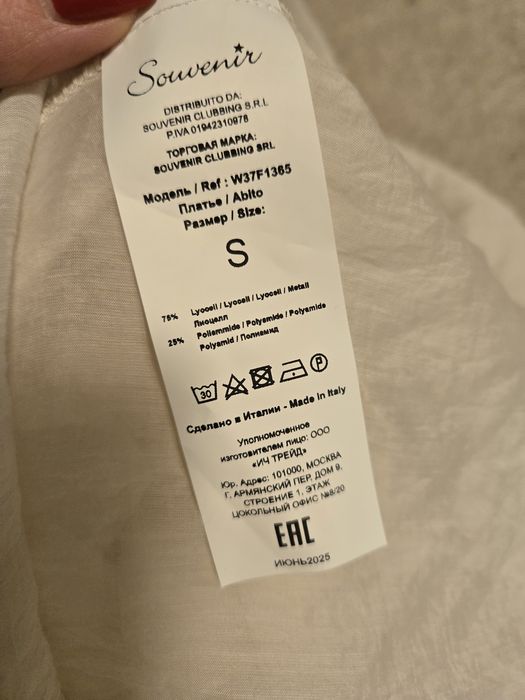 Souvenir
DISTRIBUITO DA:
SOUVENIR CLUBBING S.R.L
P.IVA 01942310978
ТОРГОВАЯ МАРКА:
SOUVENIR CLUBBING SRL
Модель / Ref : W37F1365
Платье / Abito
Размер / Size:
S
75% Lyocell / Lyocell / Lyocell / Metall
Лиоцелл
25% Poliammide / Polyamide / Polyamide
Polyamid / Полиамид
30
P
Сделано в Италии - Made in Italy
Уполномоченное
изготовителем лицо: ООО
«ИЧ ТРЕЙД»
Юр. Адрес: 101000, МОСКВА
Г, АРМЯНСКИЙ ПЕР, ДОМ 9,
СТРОЕНИЕ 1, ЭТАЖ
ЦОКОЛЬНЫЙ ОФИС №8/20
EAC
ИЮНЬ2025